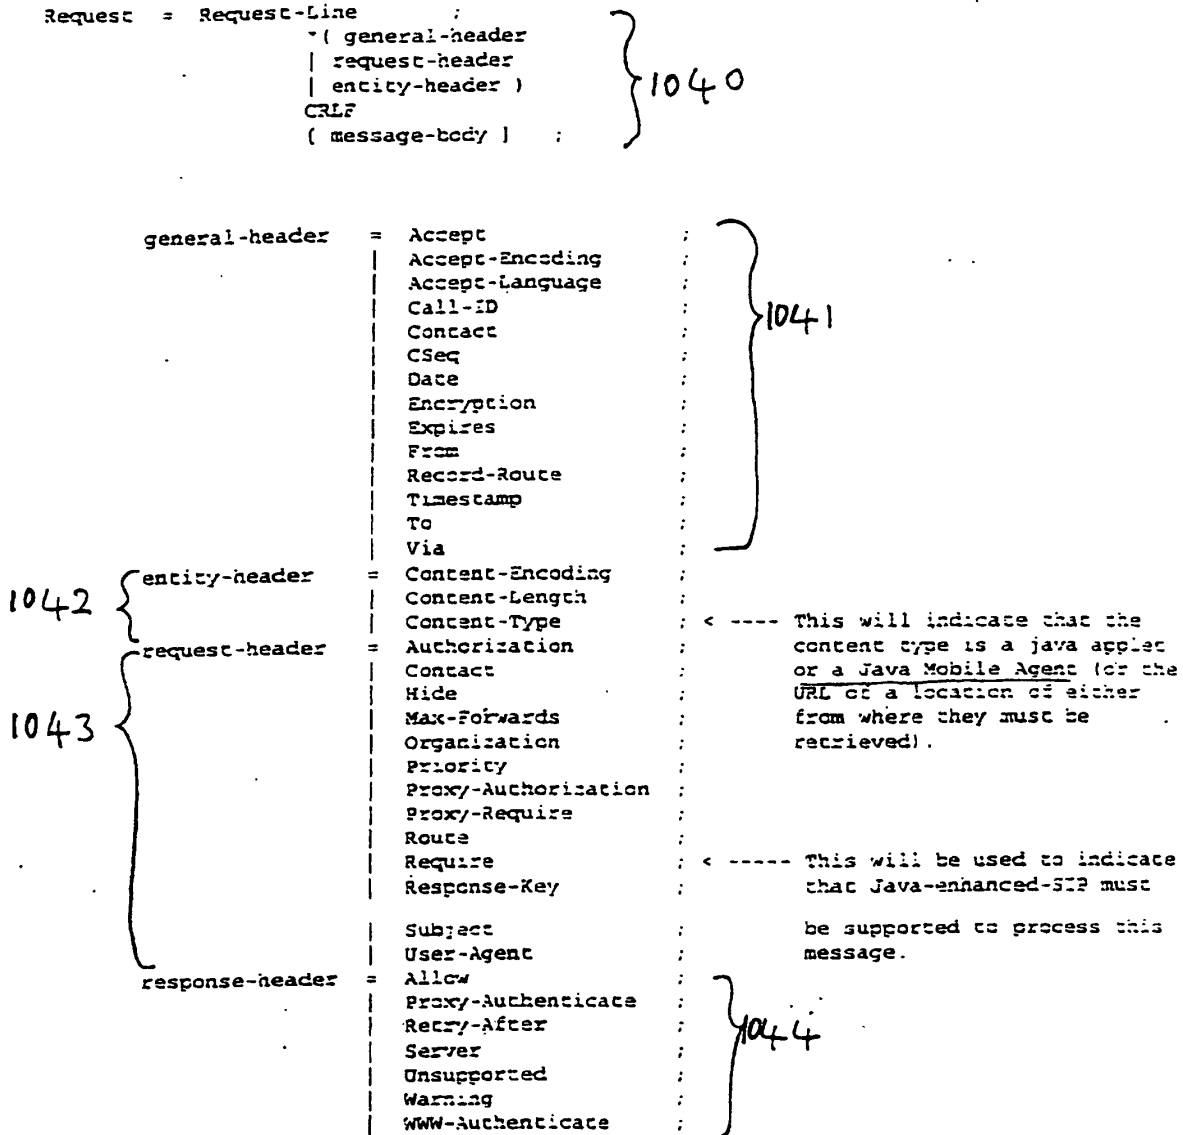 Request = Request-Line ;
*( general-header
| request-header
| entity-header )
CRLF
[ message-body ] ;
1040
general-header = Accept ;
| Accept-Encoding ;
| Accept-Language ;
| Call-ID ;
| Contact ;
| CSeq ;
| Date ;
| Encryption ;
| Expires ;
| From ;
| Record-Route ;
| Timestamp ;
| To ;
| Via ;
1041
1042
entity-header = Content-Encoding ;
| Content-Length ;
| Content-Type ; < ---- This will indicate that the
content type is a java applet
or a Java Mobile Agent (or the
URL of a location of either
from where they must be
retrieved).
1043
request-header = Authorization ;
| Contact ;
| Hide ;
| Max-Forwards ;
| Organization ;
| Priority ;
| Proxy-Authorization ;
| Proxy-Require ;
| Route ;
| Require ; < ----- This will be used to indicate
| Response-Key ; that Java-enhanced-SIP must
| Subject ; be supported to process this
| User-Agent ; message.
response-header = Allow ;
| Proxy-Authenticate ;
| Retry-After ;
| Server ;
| Unsupported ;
| Warning ;
| WWW-Authenticate ;
1044